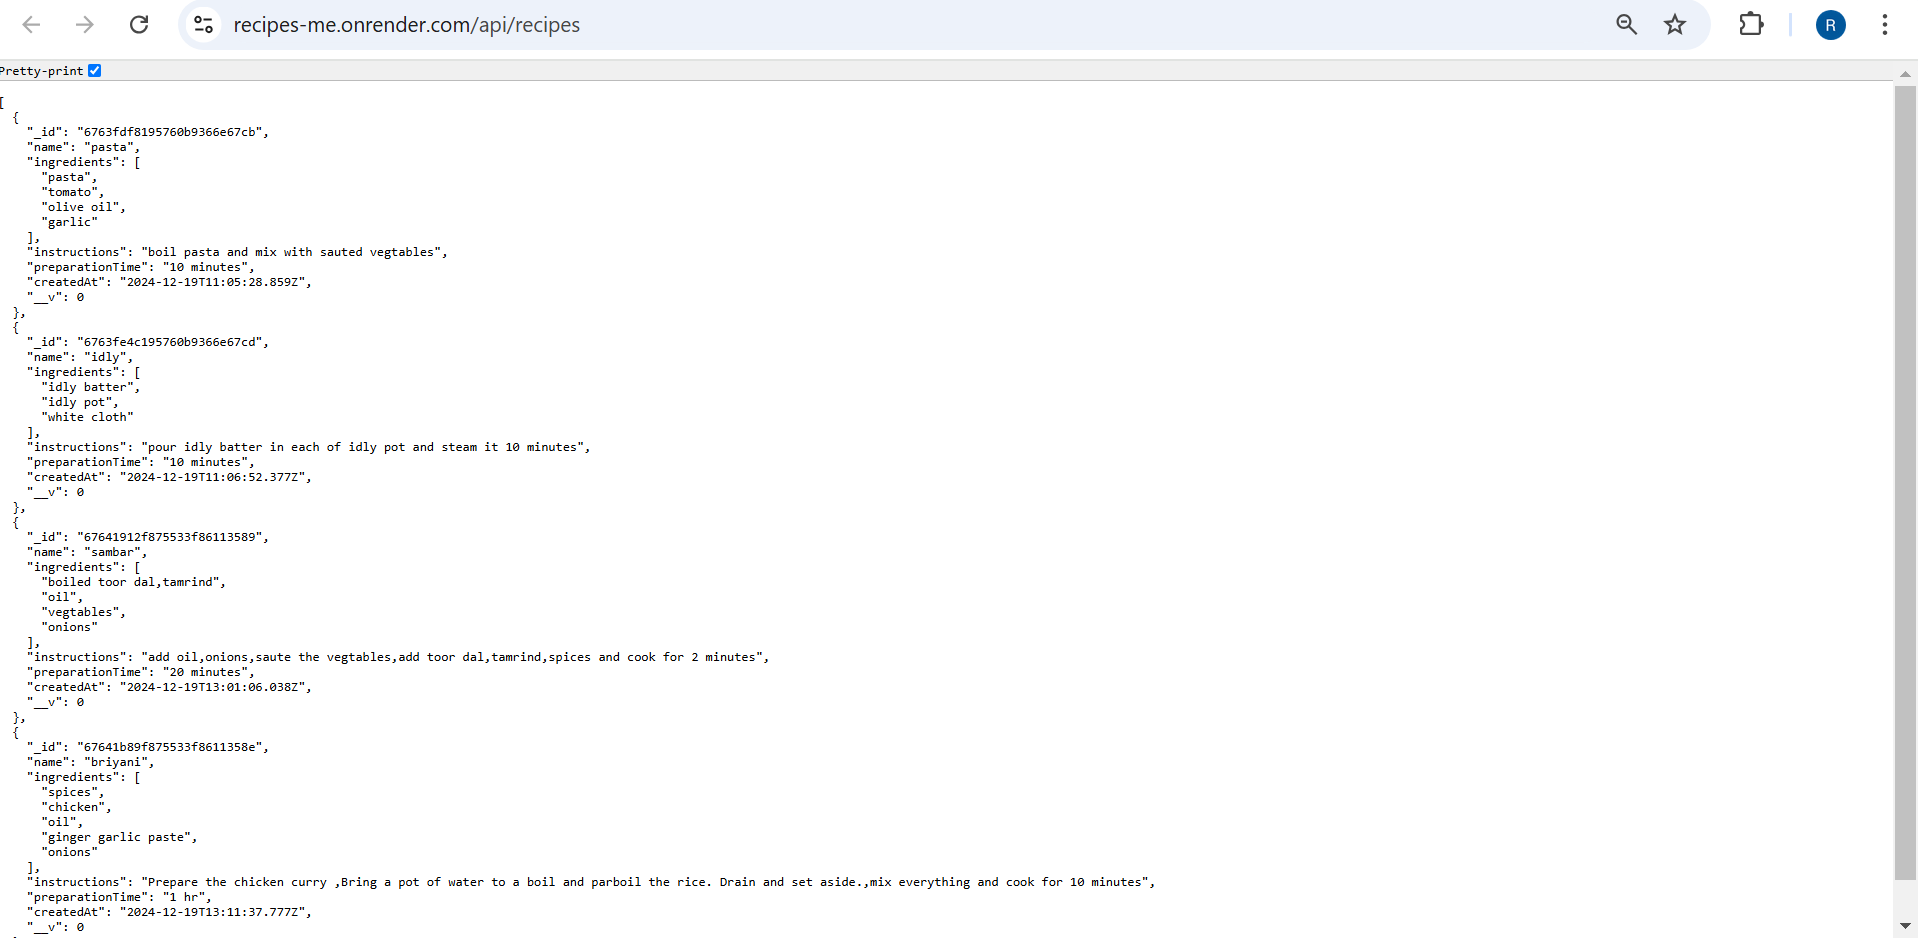 recipes-me.onrender.com/api/recipes
R
Pretty-print
[
  {
    "_id": "6763fdf8195760b9366e67cb",
    "name": "pasta",
    "ingredients": [
      "pasta",
      "tomato",
      "olive oil",
      "garlic"
    ],
    "instructions": "boil pasta and mix with sauted vegtables",
    "preparationTime": "10 minutes",
    "createdAt": "2024-12-19T11:05:28.859Z",
    "__v": 0
  },
  {
    "_id": "6763fe4c195760b9366e67cd",
    "name": "idly",
    "ingredients": [
      "idly batter",
      "idly pot",
      "white cloth"
    ],
    "instructions": "pour idly batter in each of idly pot and steam it 10 minutes",
    "preparationTime": "10 minutes",
    "createdAt": "2024-12-19T11:06:52.377Z",
    "__v": 0
  },
  {
    "_id": "67641912f875533f86113589",
    "name": "sambar",
    "ingredients": [
      "boiled toor dal,tamrind",
      "oil",
      "vegtables",
      "onions"
    ],
    "instructions": "add oil,onions,saute the vegtables,add toor dal,tamrind,spices and cook for 2 minutes",
    "preparationTime": "20 minutes",
    "createdAt": "2024-12-19T13:01:06.038Z",
    "__v": 0
  },
  {
    "_id": "67641b89f875533f8611358e",
    "name": "briyani",
    "ingredients": [
      "spices",
      "chicken",
      "oil",
      "ginger garlic paste",
      "onions"
    ],
    "instructions": "Prepare the chicken curry ,Bring a pot of water to a boil and parboil the rice. Drain and set aside.,mix everything and cook for 10 minutes",
    "preparationTime": "1 hr",
    "createdAt": "2024-12-19T13:11:37.777Z",
    "__v": 0